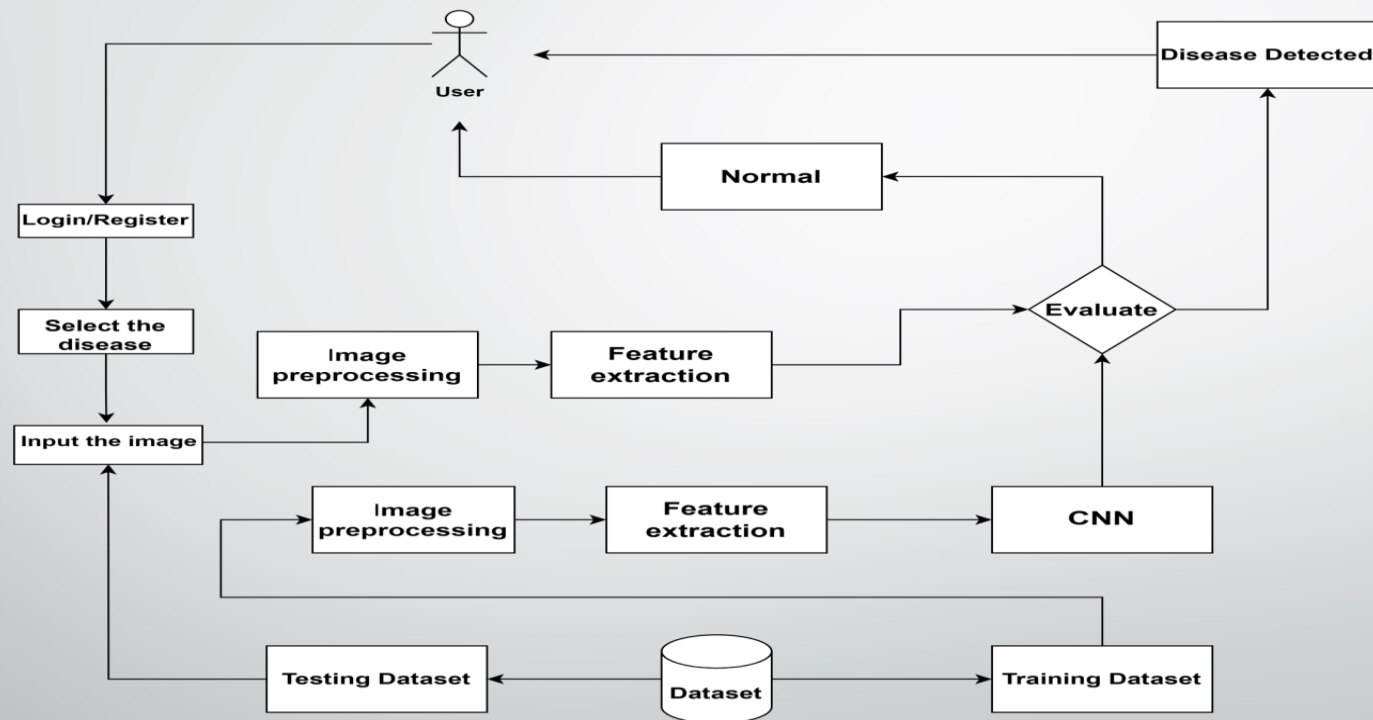 User
Disease Detected
Normal
Login/Register
Evaluate
Select the
disease
Image
preprocessing
Feature
extraction
Input the image
Image
preprocessing
Feature
extraction
CNN
Testing Dataset
Dataset
Training Dataset